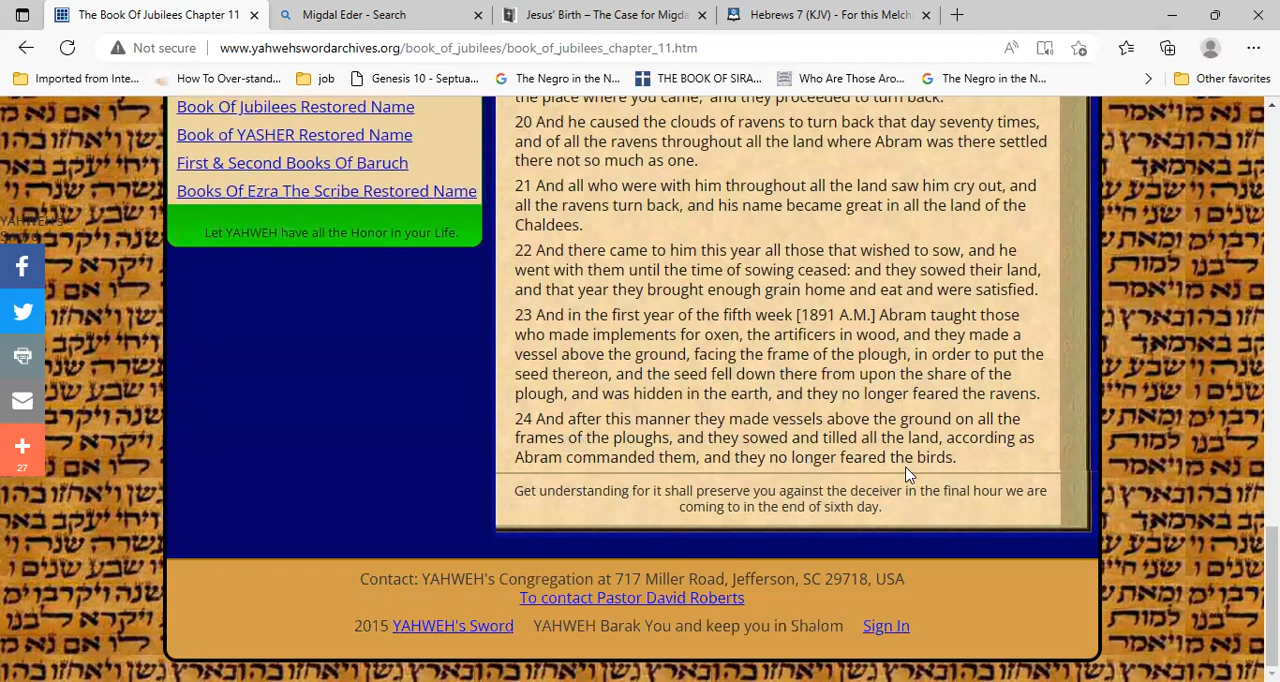 The Book Of Jubilees Chapter 11
Migdal Eder - Search
Jesus' Birth – The Case for Migda
Hebrews 7 (KJV) - For this Melch
Not secure
www.yahwehswordarchives.org/book_of_jubilees/book_of_jubilees_chapter_11.htm
Imported from Inte...
How To Over-stand...
job
Genesis 10 - Septua...
The Negro in the N...
THE BOOK OF SIRA...
Who Are Those Aro...
The Negro in the N...
Other favorites
Book Of Jubilees Restored Name
Book of YASHER Restored Name
First & Second Books Of Baruch
Books Of Ezra The Scribe Restored Name
Let YAHWEH have all the Honor in your Life.
27
the place where you came,' and they proceeded to turn back.
20 And he caused the clouds of ravens to turn back that day seventy times,
and of all the ravens throughout all the land where Abram was there settled
there not so much as one.
21 And all who were with him throughout all the land saw him cry out, and
all the ravens turn back, and his name became great in all the land of the
Chaldees.
22 And there came to him this year all those that wished to sow, and he
went with them until the time of sowing ceased: and they sowed their land,
and that year they brought enough grain home and eat and were satisfied.
23 And in the first year of the fifth week [1891 A.M.] Abram taught those
who made implements for oxen, the artificers in wood, and they made a
vessel above the ground, facing the frame of the plough, in order to put the
seed thereon, and the seed fell down there from upon the share of the
plough, and was hidden in the earth, and they no longer feared the ravens.
24 And after this manner they made vessels above the ground on all the
frames of the ploughs, and they sowed and tilled all the land, according as
Abram commanded them, and they no longer feared the birds.
Get understanding for it shall preserve you against the deceiver in the final hour we are
coming to in the end of sixth day.
Contact: YAHWEH's Congregation at 717 Miller Road, Jefferson, SC 29718, USA
To contact Pastor David Roberts
2015 YAHWEH's Sword YAHWEH Barak You and keep you in Shalom Sign In